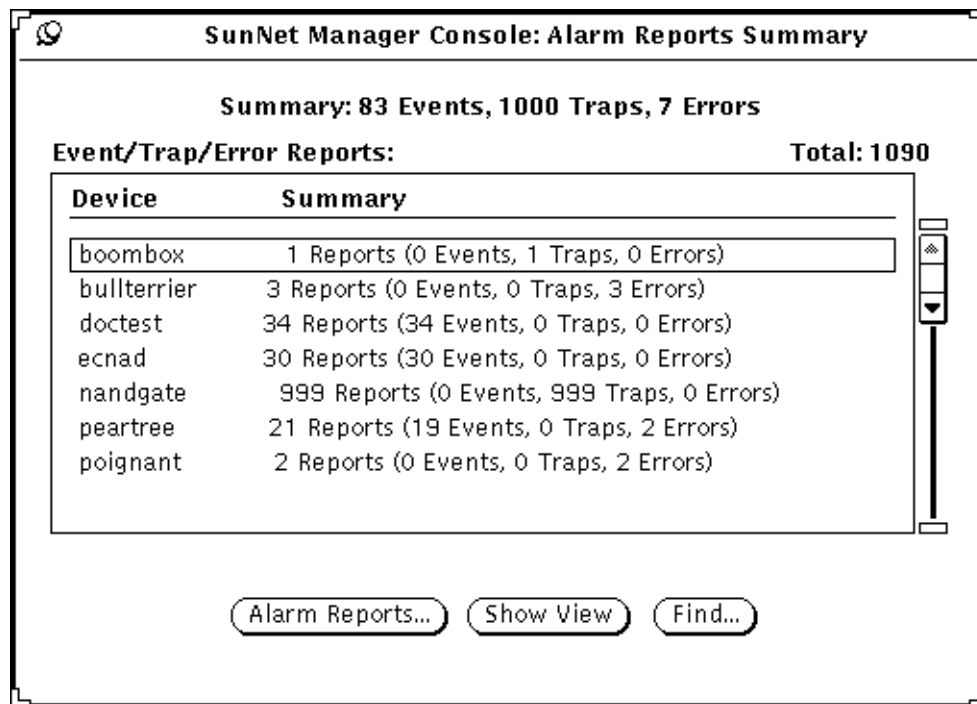 SunNet Manager Console: Alarm Reports Summary
Summary: 83 Events, 1000 Traps, 7 Errors
Event/Trap/Error Reports: Total: 1090
Device Summary
boombox 1 Reports (0 Events, 1 Traps, 0 Errors)
bullterrier 3 Reports (0 Events, 0 Traps, 3 Errors)
doctest 34 Reports (34 Events, 0 Traps, 0 Errors)
ecnad 30 Reports (30 Events, 0 Traps, 0 Errors)
nandgate 999 Reports (0 Events, 999 Traps, 0 Errors)
peartree 21 Reports (19 Events, 0 Traps, 2 Errors)
poignant 2 Reports (0 Events, 0 Traps, 2 Errors)
Alarm Reports... Show View Find...